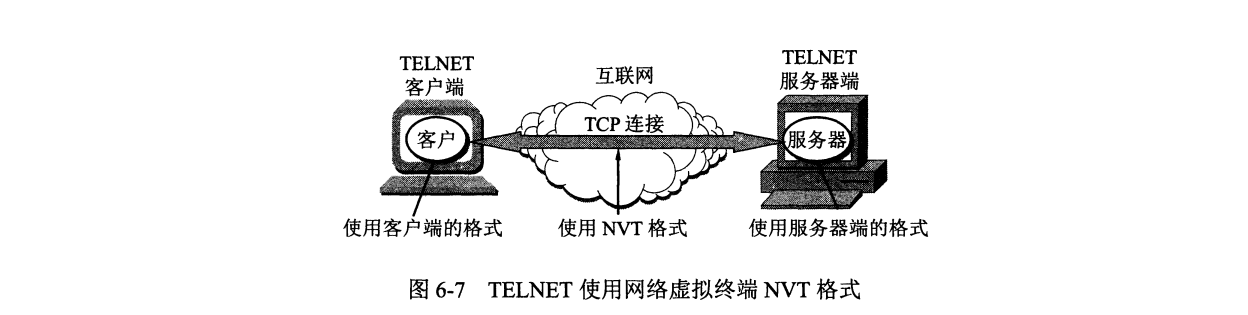 TELNET
客户端
互联网
TELNET
服务器端
TCP 连接
客户
服务器
使用客户端的格式
使用 NVT 格式
使用服务器端的格式
图 6-7 TELNET 使用网络虚拟终端 NVT 格式